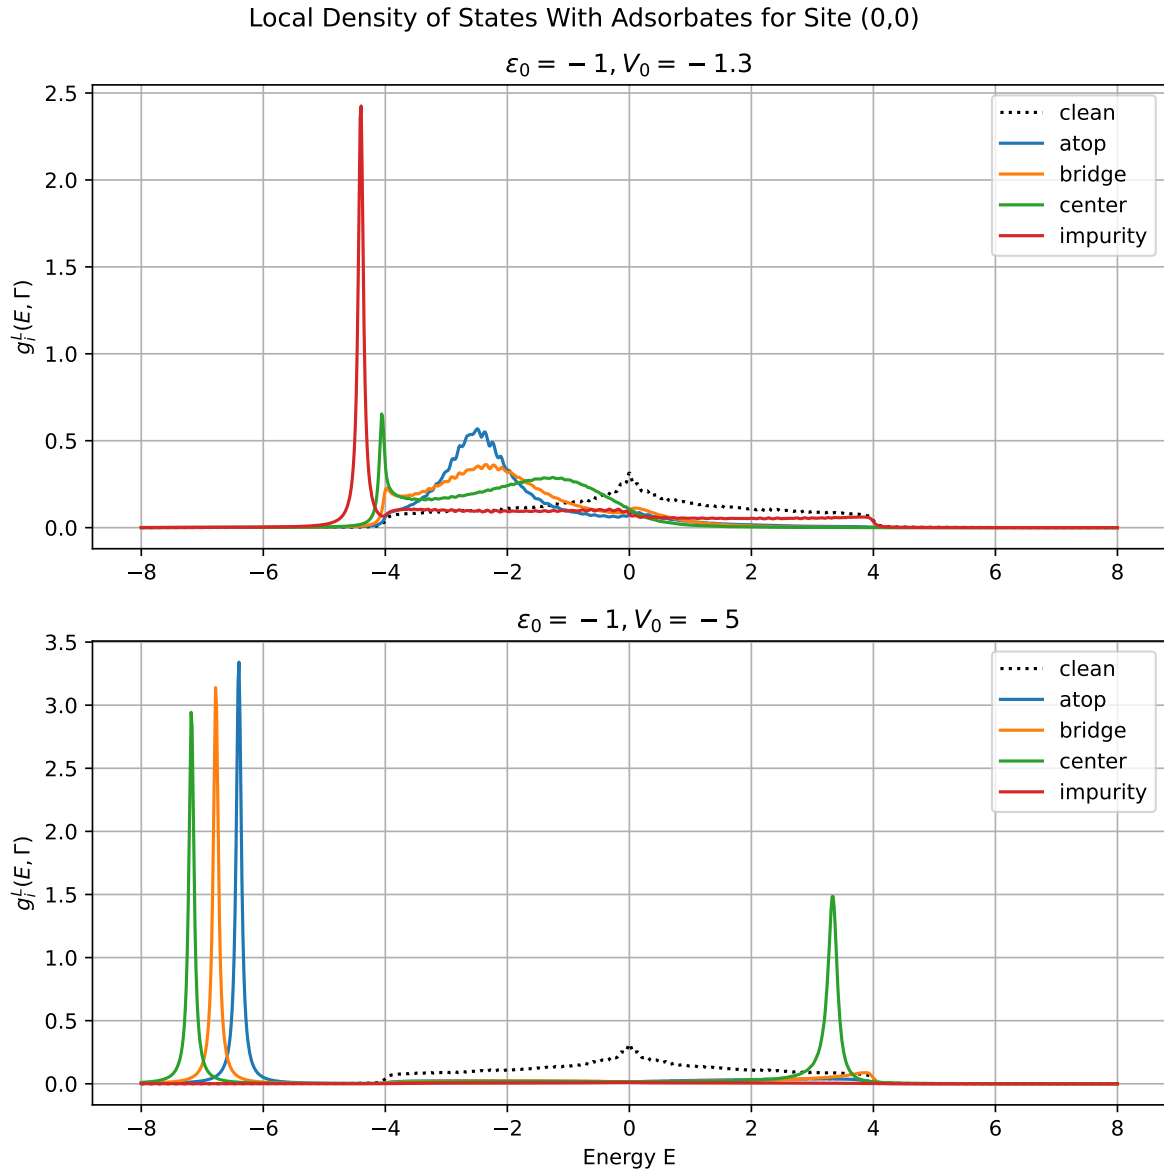 Local Density of States With Adsorbates for Site (0,0)
ε₀ = −1, V₀ = −1.3
2.5
2.0
1.5
1.0
0.5
0.0
gᵢᴸ(E, Γ)
clean
atop
bridge
center
impurity
−8 −6 −4 −2 0 2 4 6 8
ε₀ = −1, V₀ = −5
3.5
3.0
2.5
2.0
1.5
1.0
0.5
0.0
gᵢᴸ(E, Γ)
clean
atop
bridge
center
impurity
−8 −6 −4 −2 0 2 4 6 8
Energy E